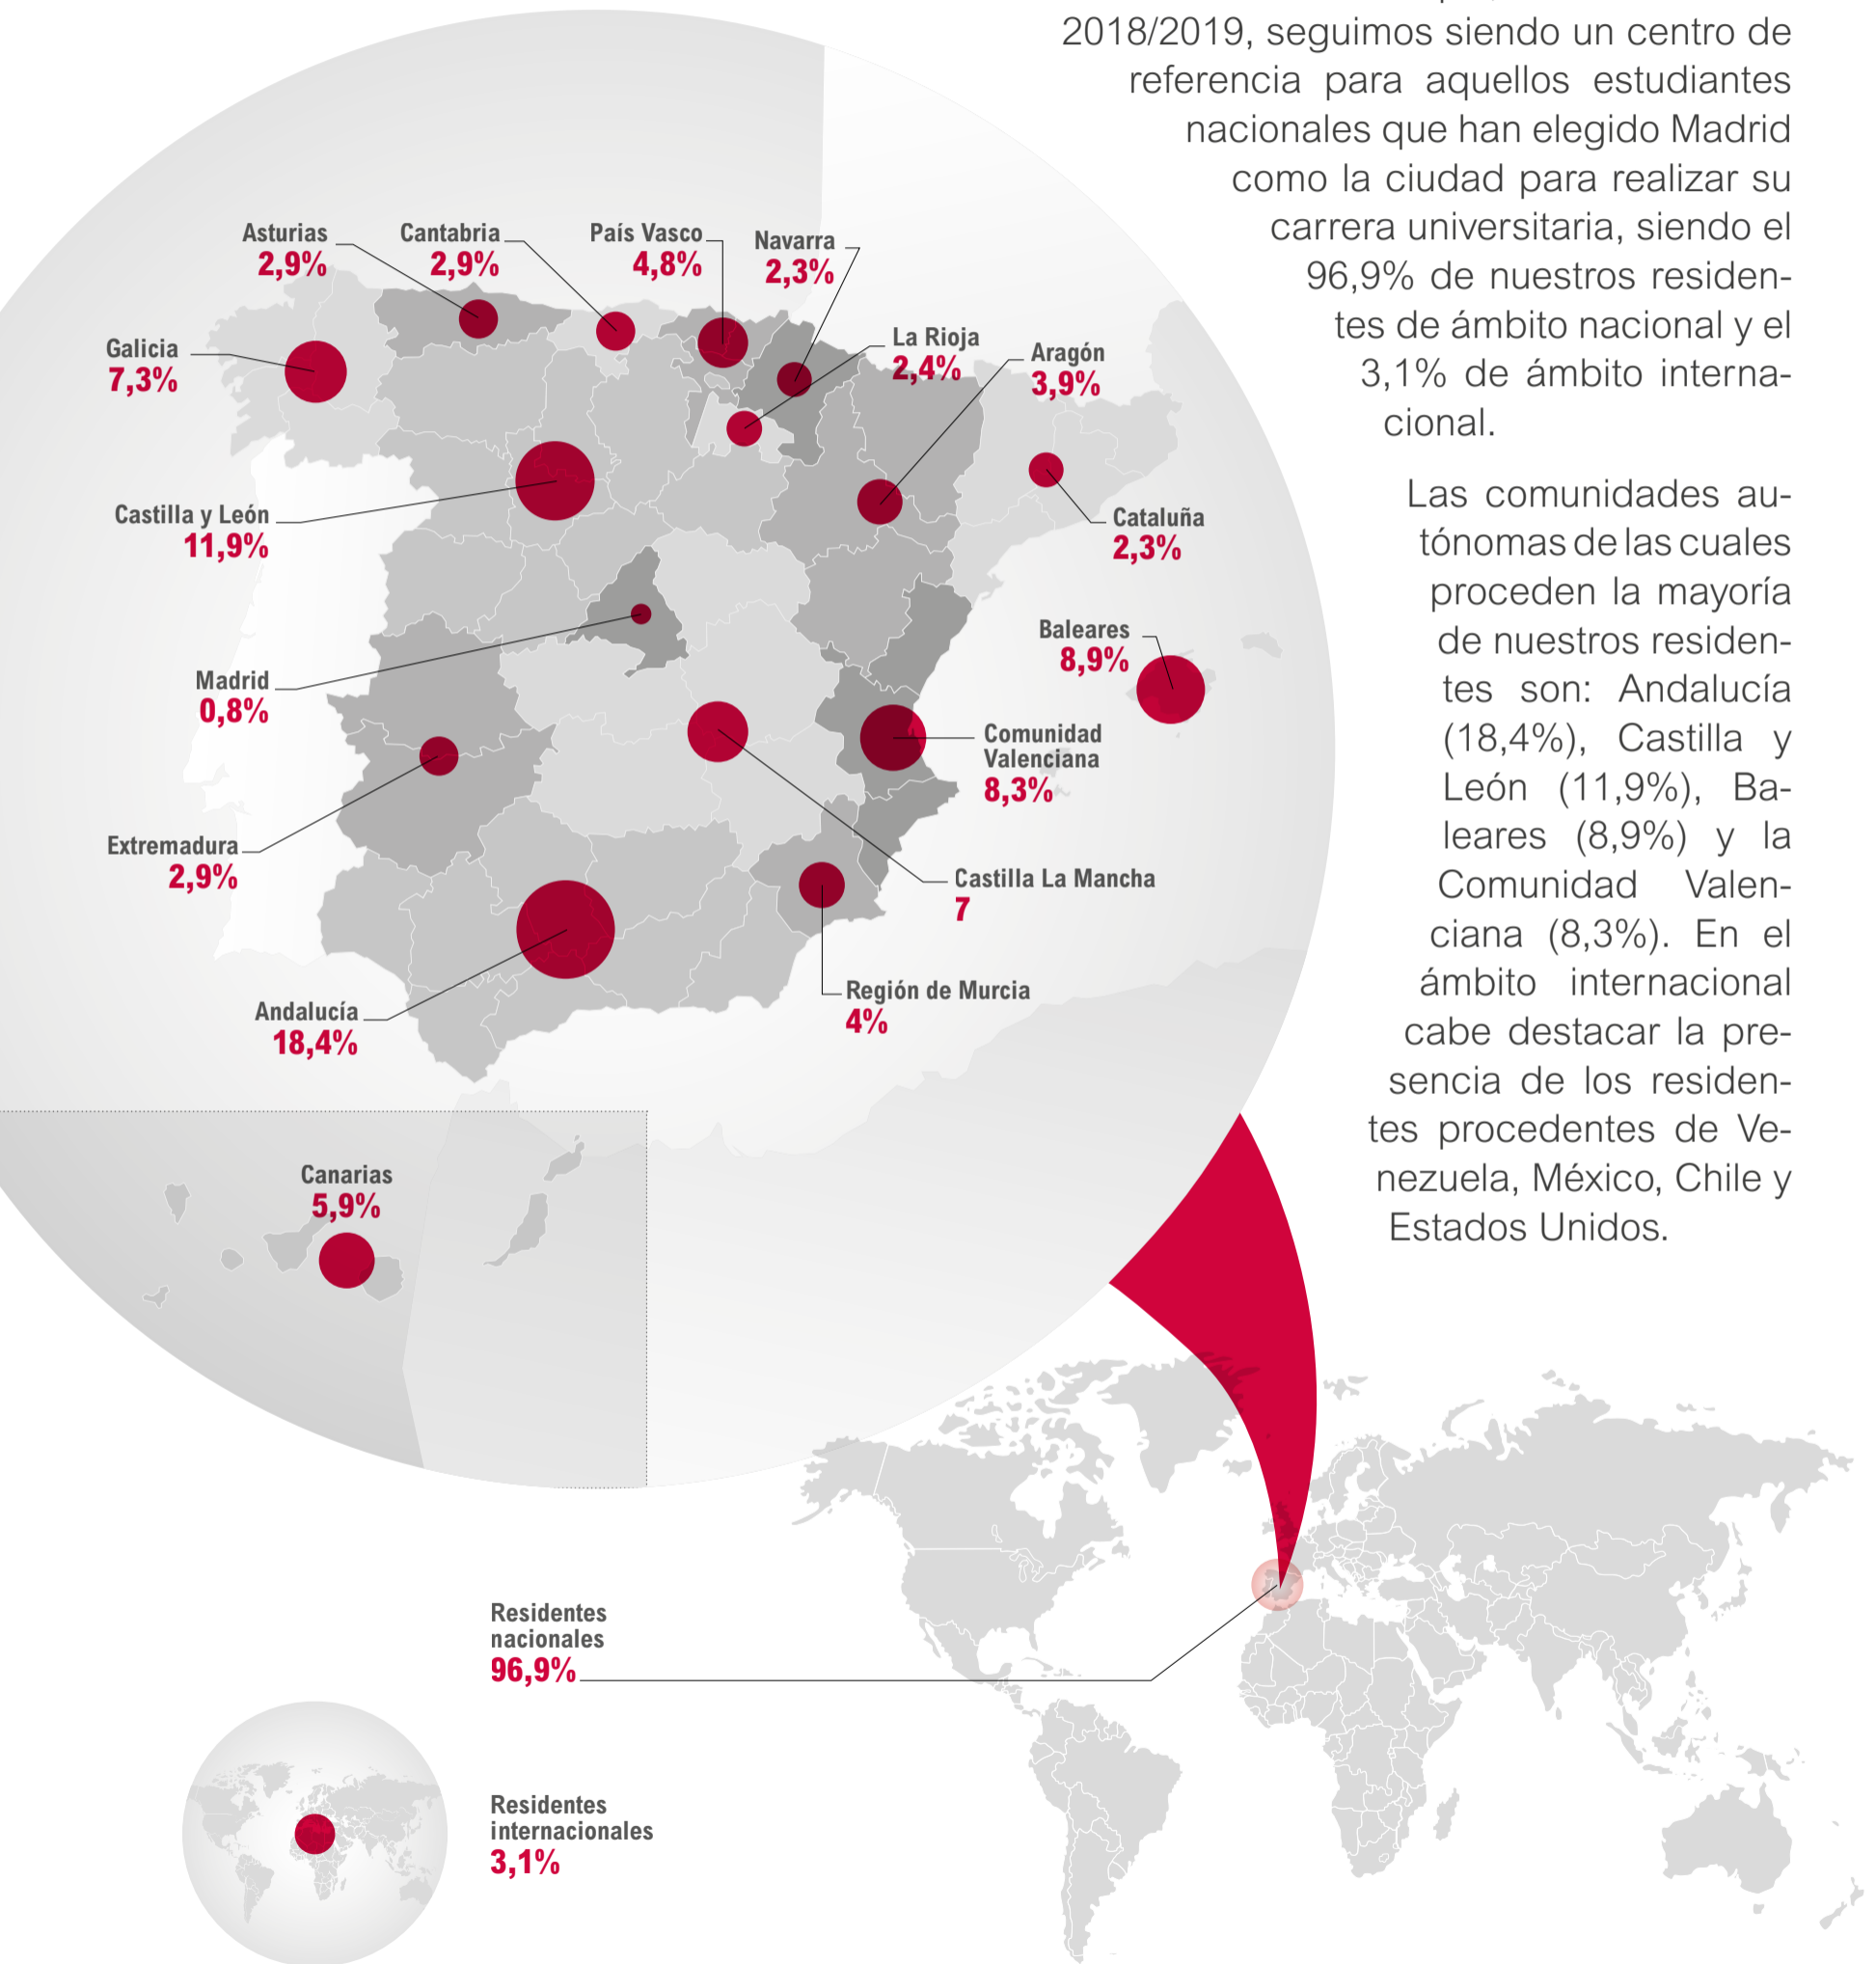 2018/2019, seguimos siendo un centro de
referencia para aquellos estudiantes
nacionales que han elegido Madrid
como la ciudad para realizar su
carrera universitaria, siendo el
96,9% de nuestros residen-
tes de ámbito nacional y el
3,1% de ámbito interna-
cional.
Las comunidades au-
tónomas de las cuales
proceden la mayoría
de nuestros residen-
tes son: Andalucía
(18,4%), Castilla y
León (11,9%), Ba-
leares (8,9%) y la
Comunidad Valen-
ciana (8,3%). En el
ámbito internacional
cabe destacar la pre-
sencia de los residen-
tes procedentes de Ve-
nezuela, México, Chile y
Estados Unidos.
Asturias
2,9%
Cantabria
2,9%
País Vasco
4,8%
Navarra
2,3%
Galicia
7,3%
La Rioja
2,4%
Aragón
3,9%
Castilla y León
11,9%
Cataluña
2,3%
Baleares
8,9%
Madrid
0,8%
Comunidad
Valenciana
8,3%
Extremadura
2,9%
Castilla La Mancha
7
Región de Murcia
4%
Andalucía
18,4%
Canarias
5,9%
Residentes
nacionales
96,9%
Residentes
internacionales
3,1%